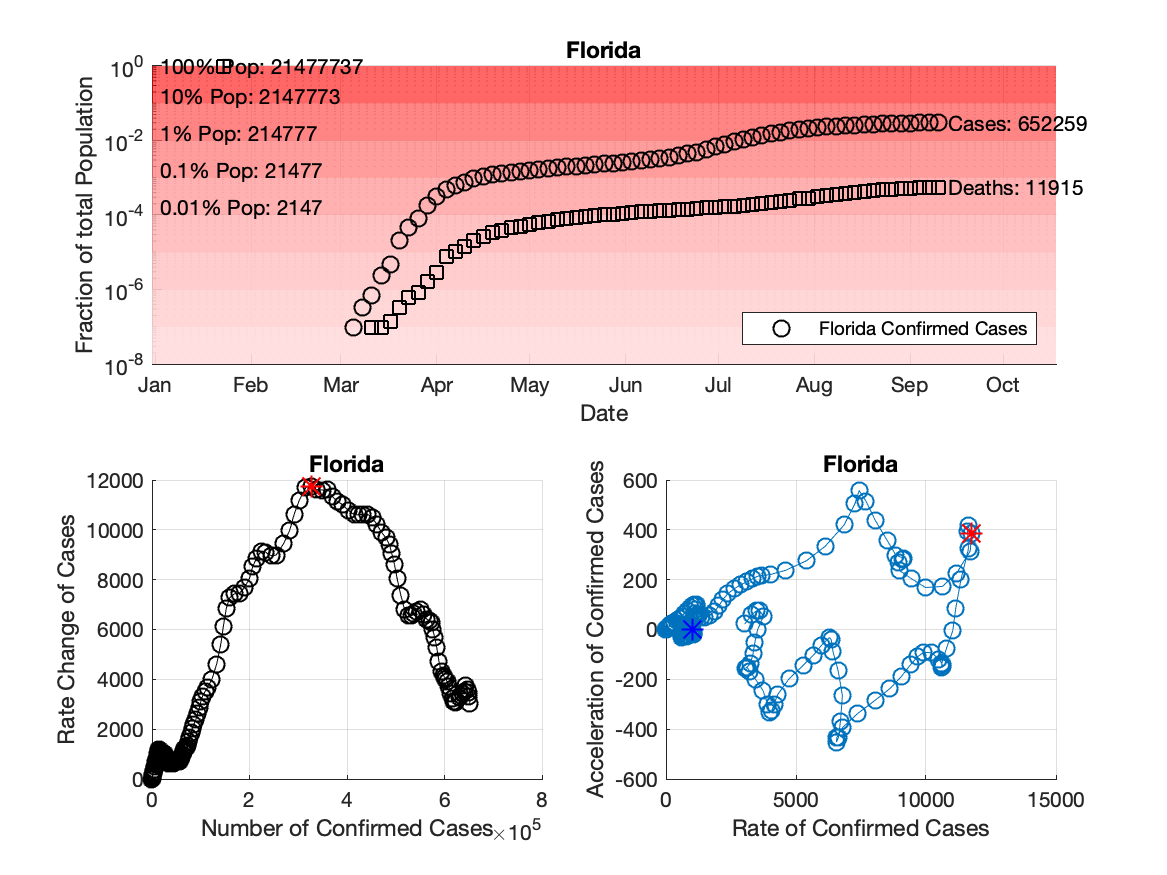 Florida
10^0
10^-2
10^-4
10^-6
10^-8
Fraction of total Population
100% Pop: 21477737
10% Pop: 2147773
1% Pop: 214777
0.1% Pop: 21477
0.01% Pop: 2147
Cases: 652259
Deaths: 11915
Florida Confirmed Cases
Jan Feb Mar Apr May Jun Jul Aug Sep Oct
Date
Florida
12000
10000
8000
6000
4000
2000
0
Rate Change of Cases
0 2 4 6 8
Number of Confirmed Cases ×10^5
Florida
600
400
200
0
-200
-400
-600
Acceleration of Confirmed Cases
0 5000 10000 15000
Rate of Confirmed Cases